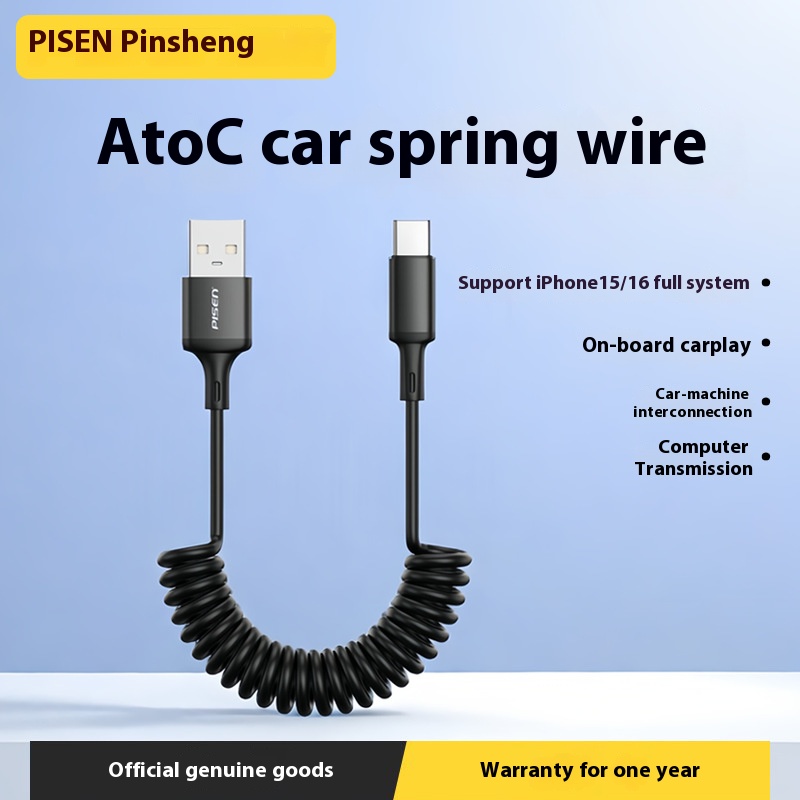 PISEN Pinsheng
AtoC car spring wire
PISEN
Support iPhone15/16 full system
On-board carplay
Car-machine
interconnection
Computer
Transmission
Official genuine goods
Warranty for one year